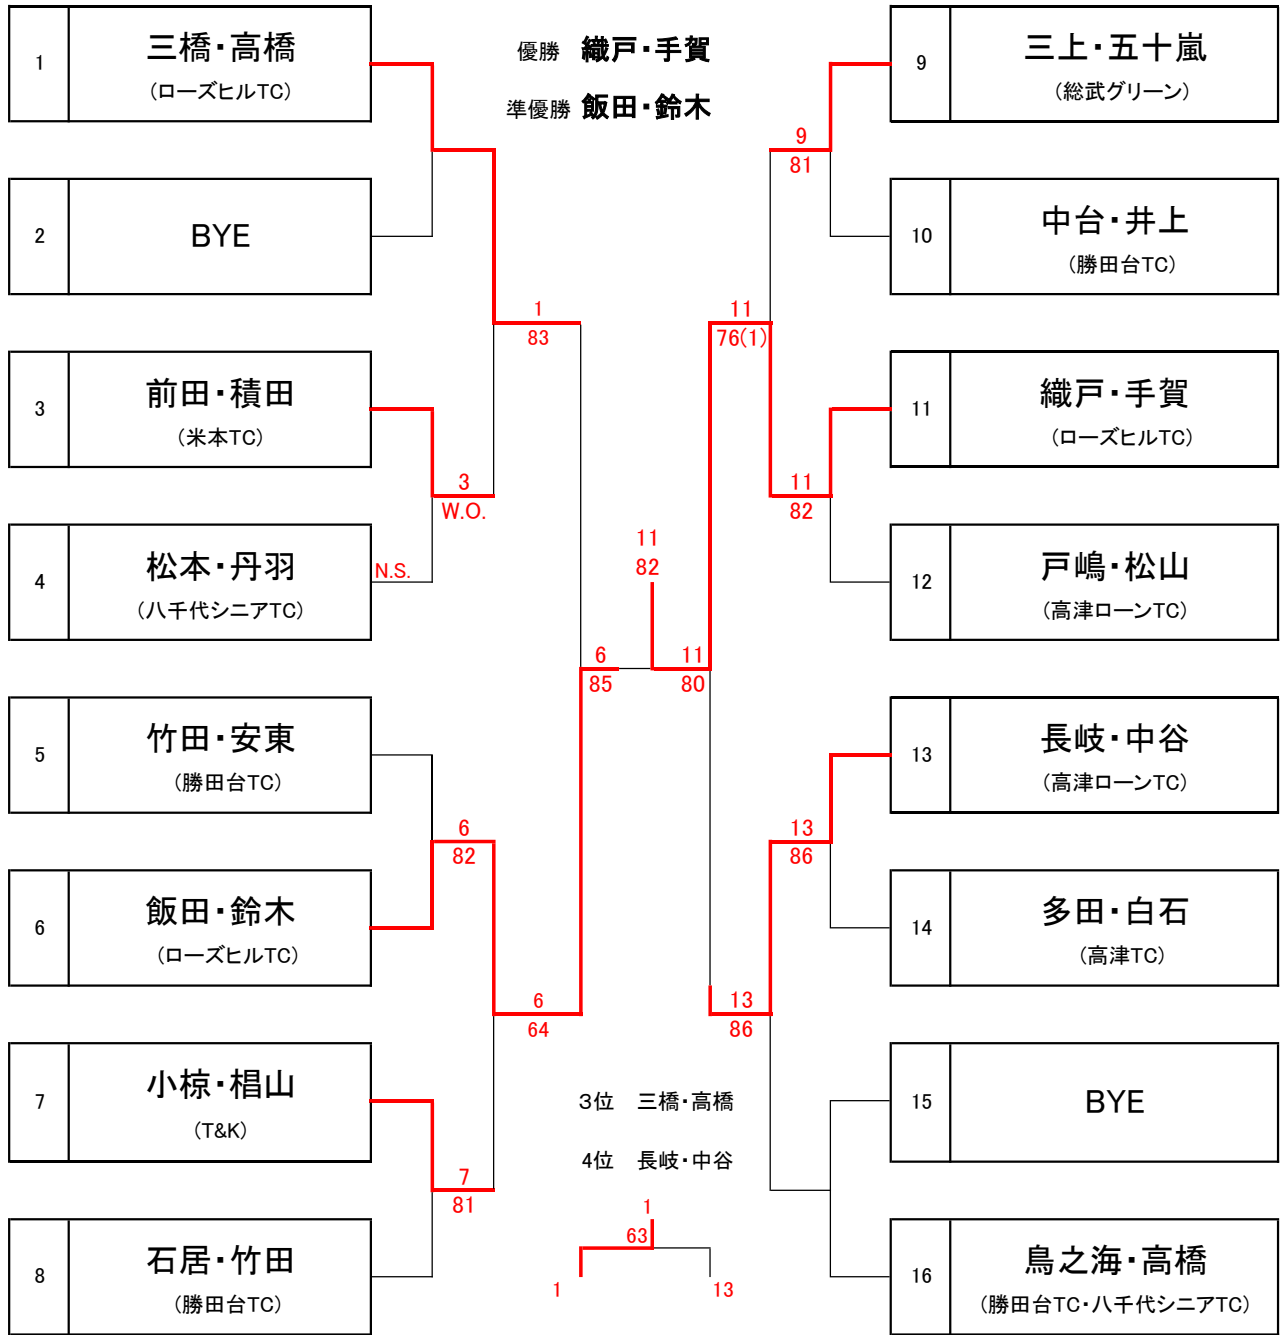 1 三橋・高橋
(ローズヒルTC)
2 BYE
3 前田・積田
(米本TC)
4 松本・丹羽
(八千代シニアTC)
5 竹田・安東
(勝田台TC)
6 飯田・鈴木
(ローズヒルTC)
7 小椋・椙山
(T&K)
8 石居・竹田
(勝田台TC)
優勝 織戸・手賀
準優勝 飯田・鈴木
1
83
3
W.O.
N.S.
6
82
6
64
7
81
6
85
11
82
11
80
11
76(1)
9
81
11
82
13
86
13
86
3位 三橋・高橋
4位 長岐・中谷
1
63
1
13
9 三上・五十嵐
(総武グリーン)
10 中台・井上
(勝田台TC)
11 織戸・手賀
(ローズヒルTC)
12 戸嶋・松山
(高津ローンTC)
13 長岐・中谷
(高津ローンTC)
14 多田・白石
(高津TC)
15 BYE
16 鳥之海・高橋
(勝田台TC・八千代シニアTC)